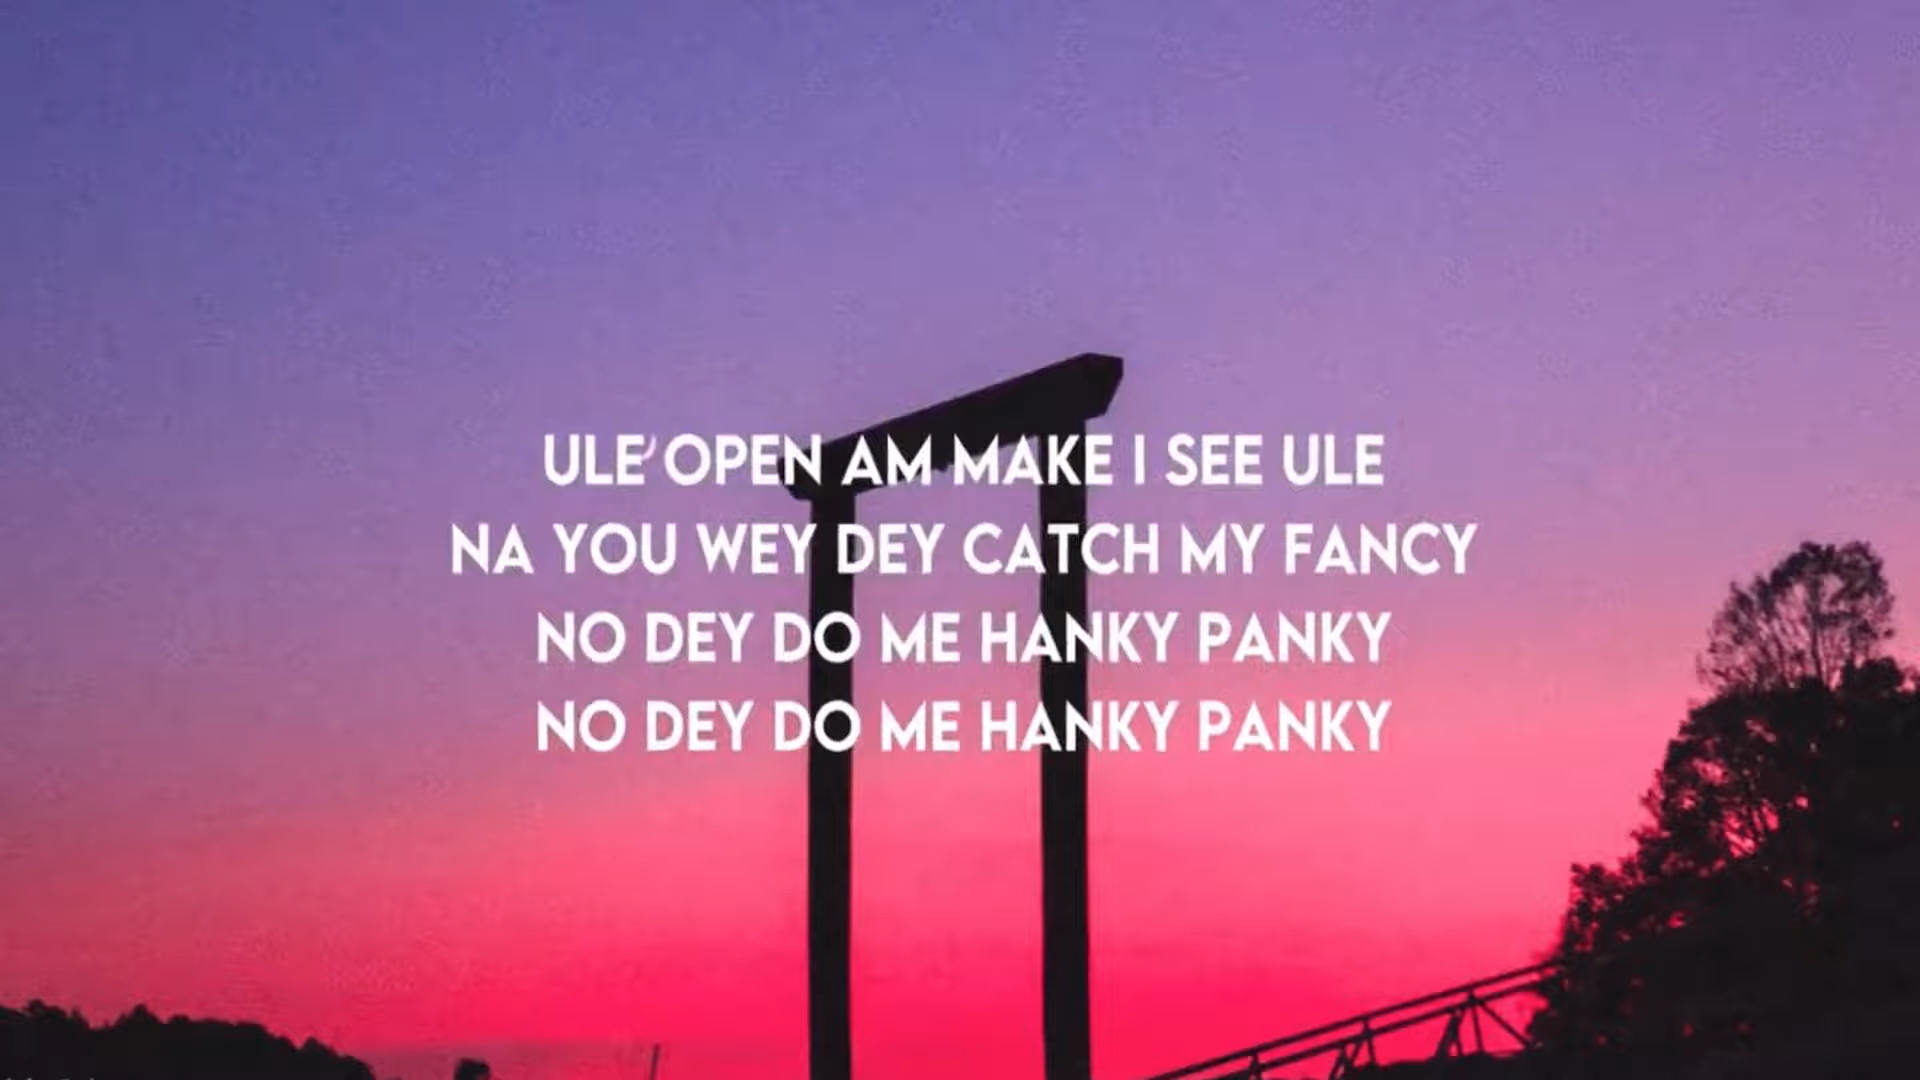 ULE' OPEN AM MAKE I SEE ULE
NA YOU WEY DEY CATCH MY FANCY
NO DEY DO ME HANKY PANKY
NO DEY DO ME HANKY PANKY